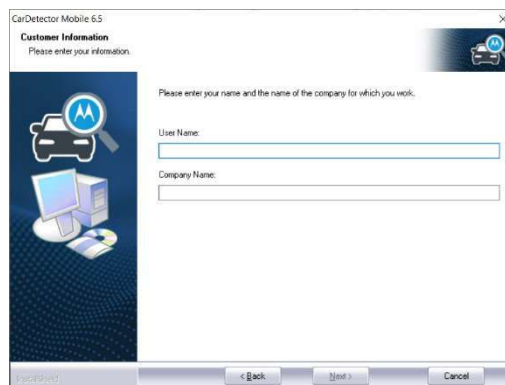 CarDetector Mobile 6.5
Customer Information
Please enter your information.
Please enter your name and the name of the company for which you work.
User Name:
Company Name:
InstallShield
< Back
Next >
Cancel